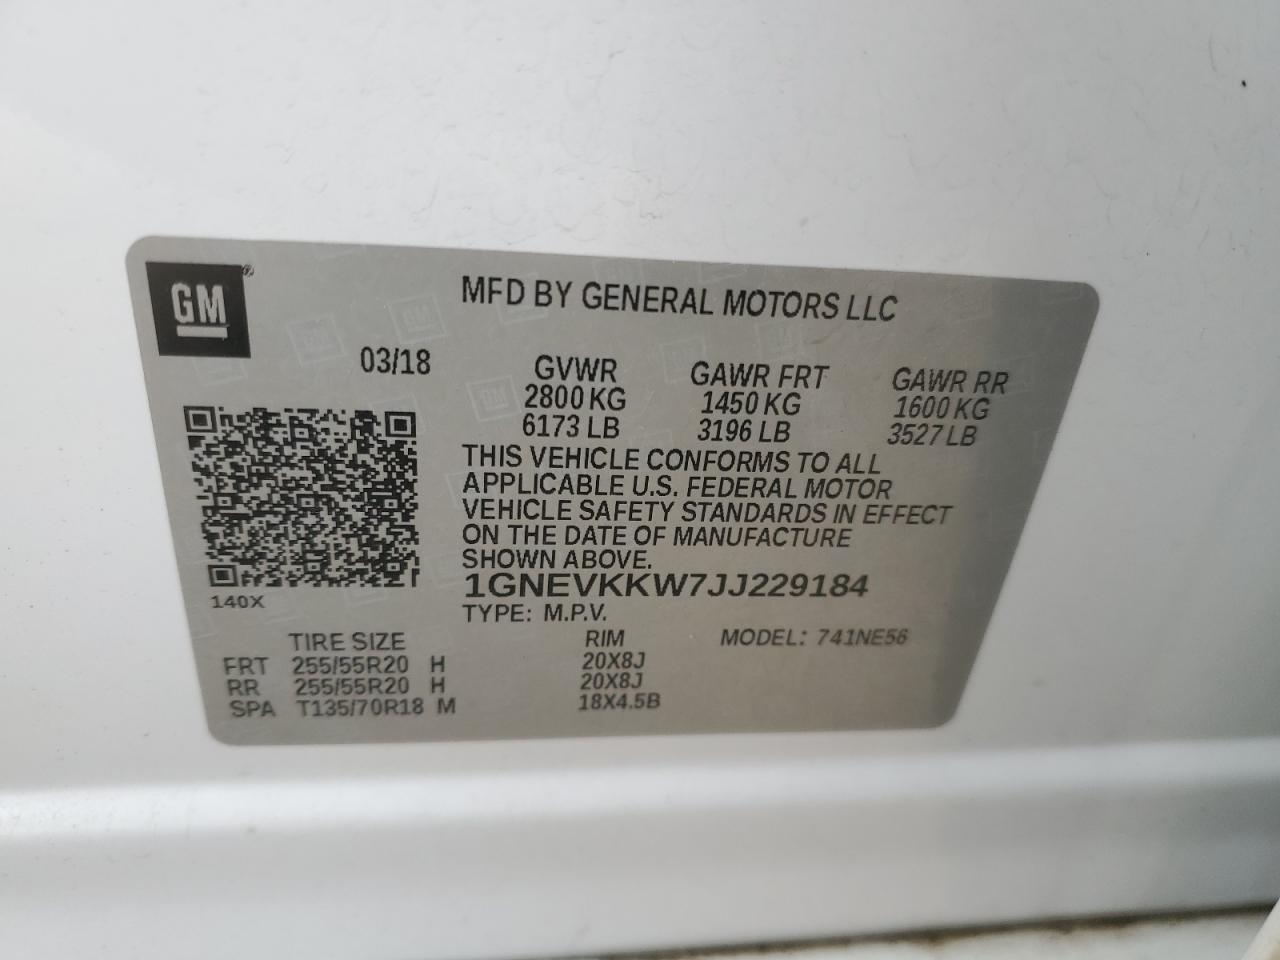 GM®
MFD BY GENERAL MOTORS LLC
03/18 GVWR GAWR FRT GAWR RR
2800 KG 1450 KG 1600 KG
6173 LB 3196 LB 3527 LB
THIS VEHICLE CONFORMS TO ALL
APPLICABLE U.S. FEDERAL MOTOR
VEHICLE SAFETY STANDARDS IN EFFECT
ON THE DATE OF MANUFACTURE
SHOWN ABOVE.
1GNEVKKW7JJ229184
140X
TYPE: M.P.V.
TIRE SIZE RIM MODEL: 741NE56
FRT 255/55R20 H 20X8J
RR 255/55R20 H 20X8J
SPA T135/70R18 M 18X4.5B